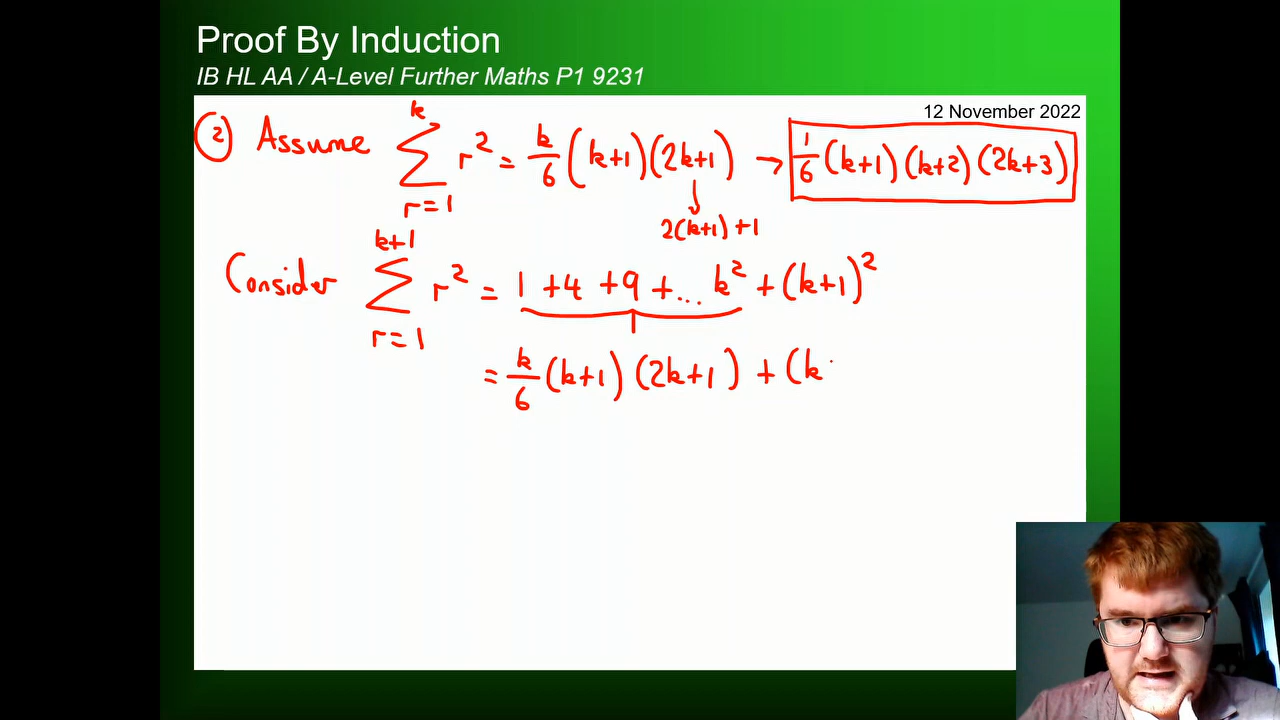 Proof By Induction
IB HL AA / A-Level Further Maths P1 9231
12 November 2022
② Assume ∑_{r=1}^{k} r² = k/6 (k+1)(2k+1) → 1/6 (k+1)(k+2)(2k+3)
2(k+1)+1
Consider ∑_{r=1}^{k+1} r² = 1 +4 +9 +... k² + (k+1)²
= k/6 (k+1)(2k+1) + (k